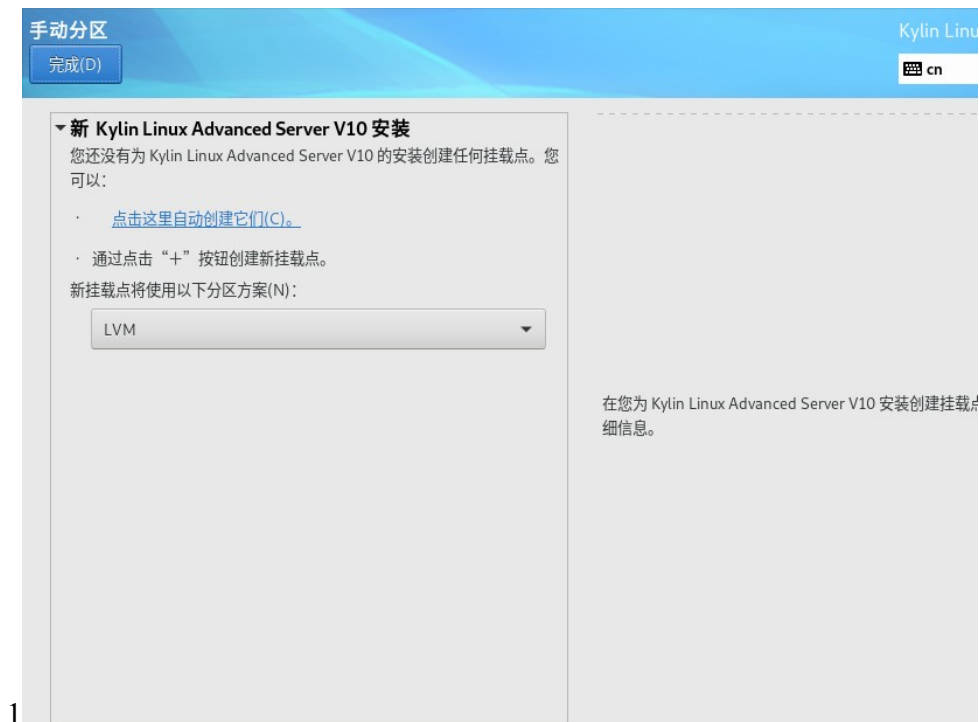 手动分区
Kylin Linu
完成(D)
cn
新 Kylin Linux Advanced Server V10 安装
您还没有为 Kylin Linux Advanced Server V10 的安装创建任何挂载点。您
可以：
· 点击这里自动创建它们(C)。
· 通过点击“+”按钮创建新挂载点。
新挂载点将使用以下分区方案(N)：
LVM
在您为 Kylin Linux Advanced Server V10 安装创建挂载点
细信息。
1